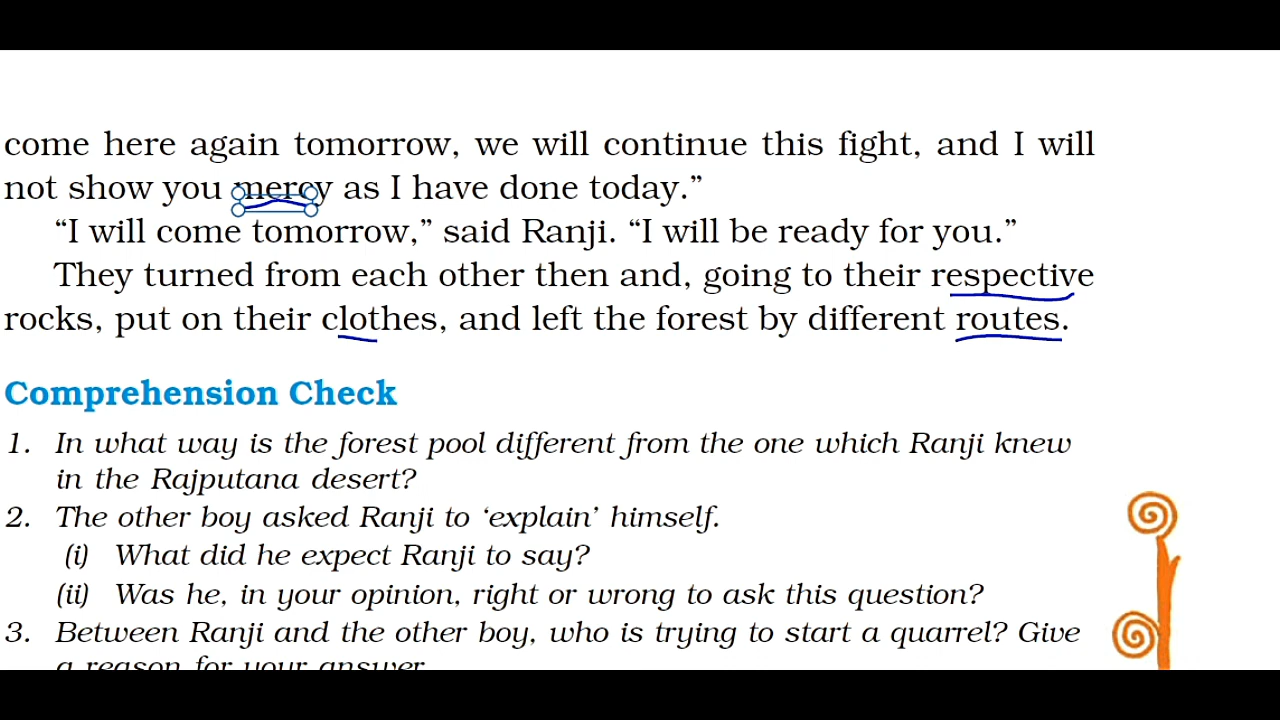 come here again tomorrow, we will continue this fight, and I will
not show you mercy as I have done today.”
“I will come tomorrow,” said Ranji. “I will be ready for you.”
They turned from each other then and, going to their respective
rocks, put on their clothes, and left the forest by different routes.
Comprehension Check
1. In what way is the forest pool different from the one which Ranji knew
in the Rajputana desert?
2. The other boy asked Ranji to ‘explain’ himself.
(i) What did he expect Ranji to say?
(ii) Was he, in your opinion, right or wrong to ask this question?
3. Between Ranji and the other boy, who is trying to start a quarrel? Give
a reason for your answer